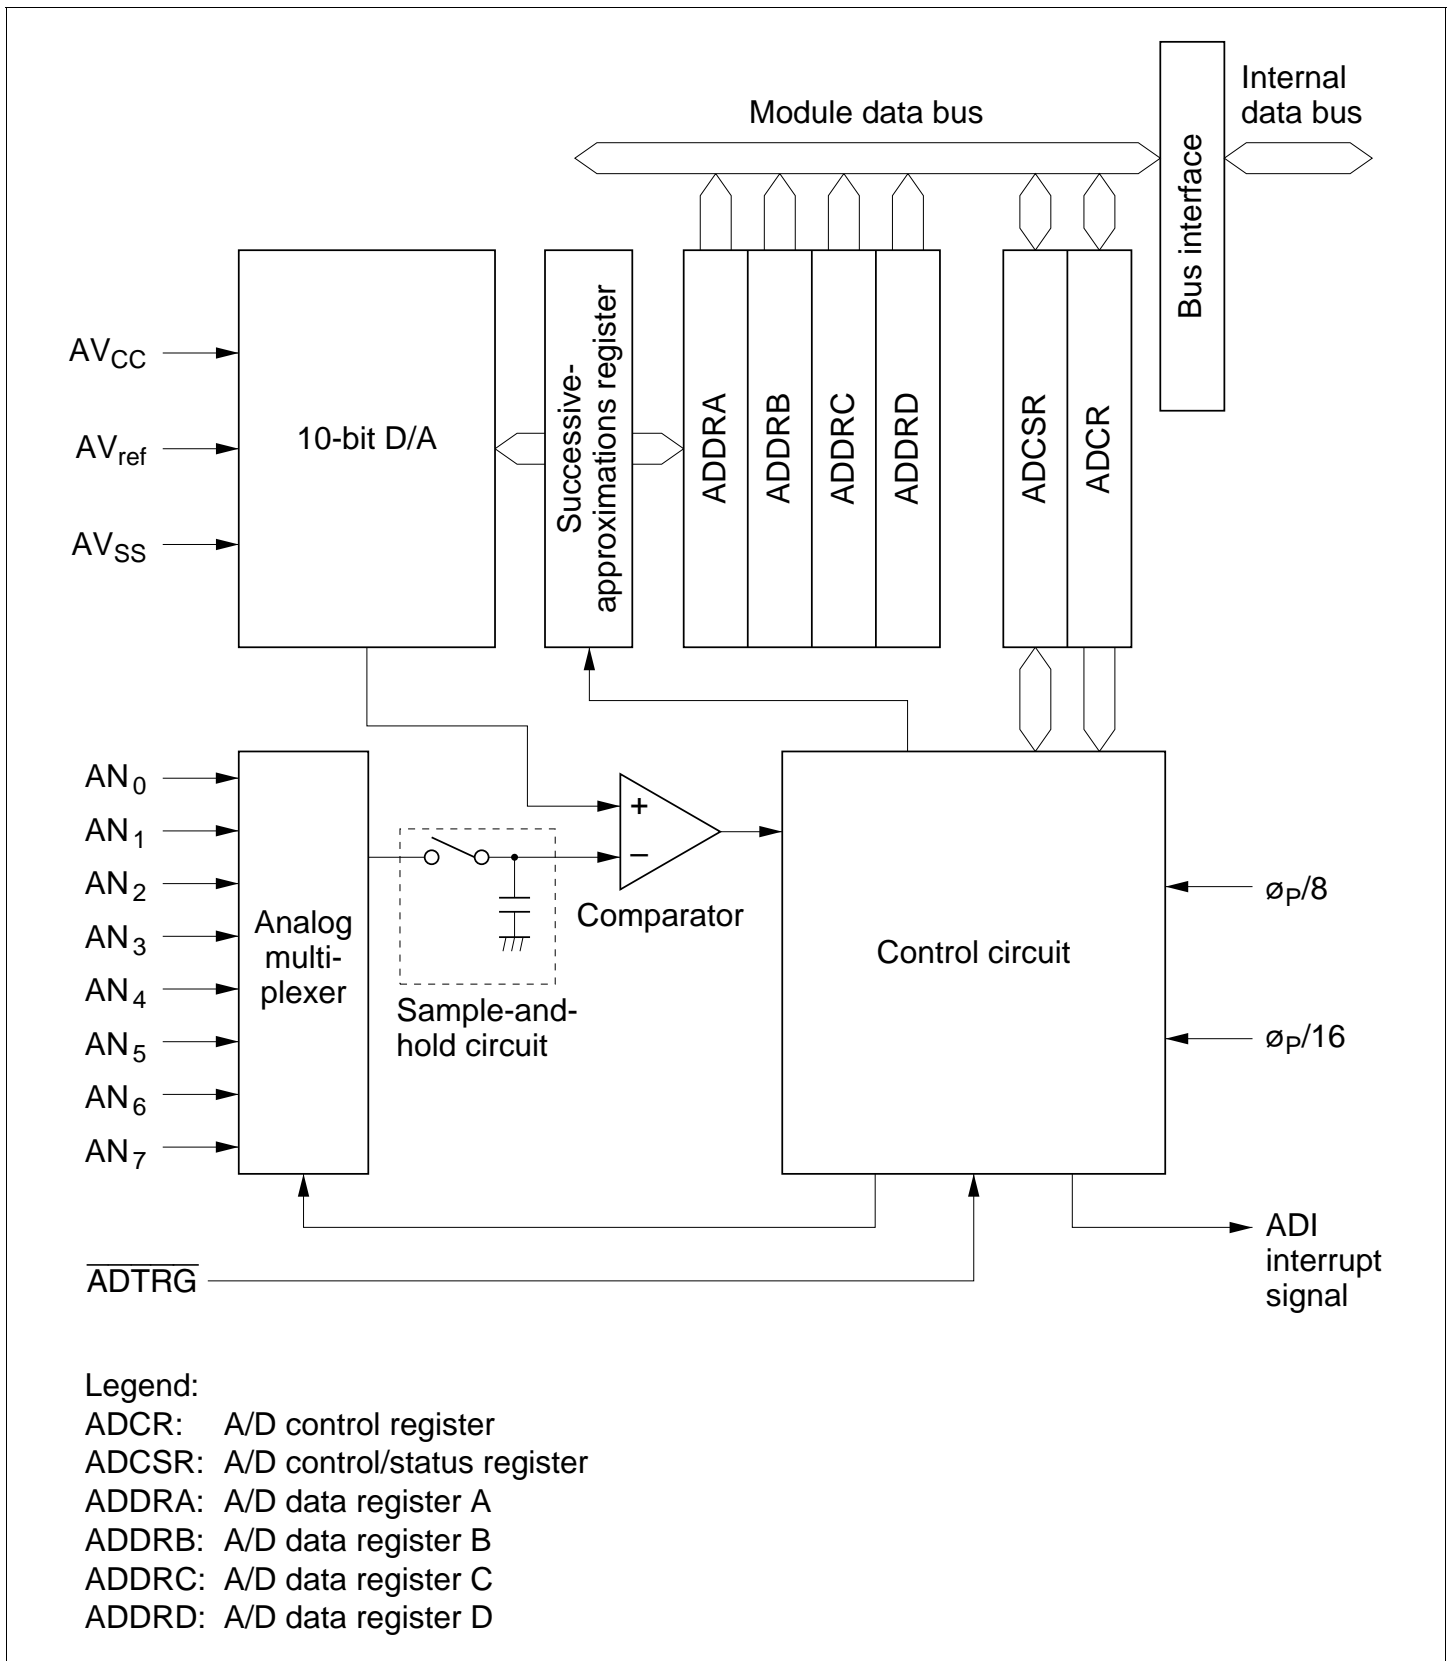 Module data bus
Internal
data bus
Bus interface
AVCC
AVref
AVSS
10-bit D/A
Successive-
approximations register
ADDRA
ADDRB
ADDRC
ADDRD
ADCSR
ADCR
AN0
AN1
AN2
AN3
AN4
AN5
AN6
AN7
Analog
multi-
plexer
Sample-and-
hold circuit
+
−
Comparator
Control circuit
øP/8
øP/16
ADI
interrupt
signal
ADTRG
Legend:
ADCR: A/D control register
ADCSR: A/D control/status register
ADDRA: A/D data register A
ADDRB: A/D data register B
ADDRC: A/D data register C
ADDRD: A/D data register D